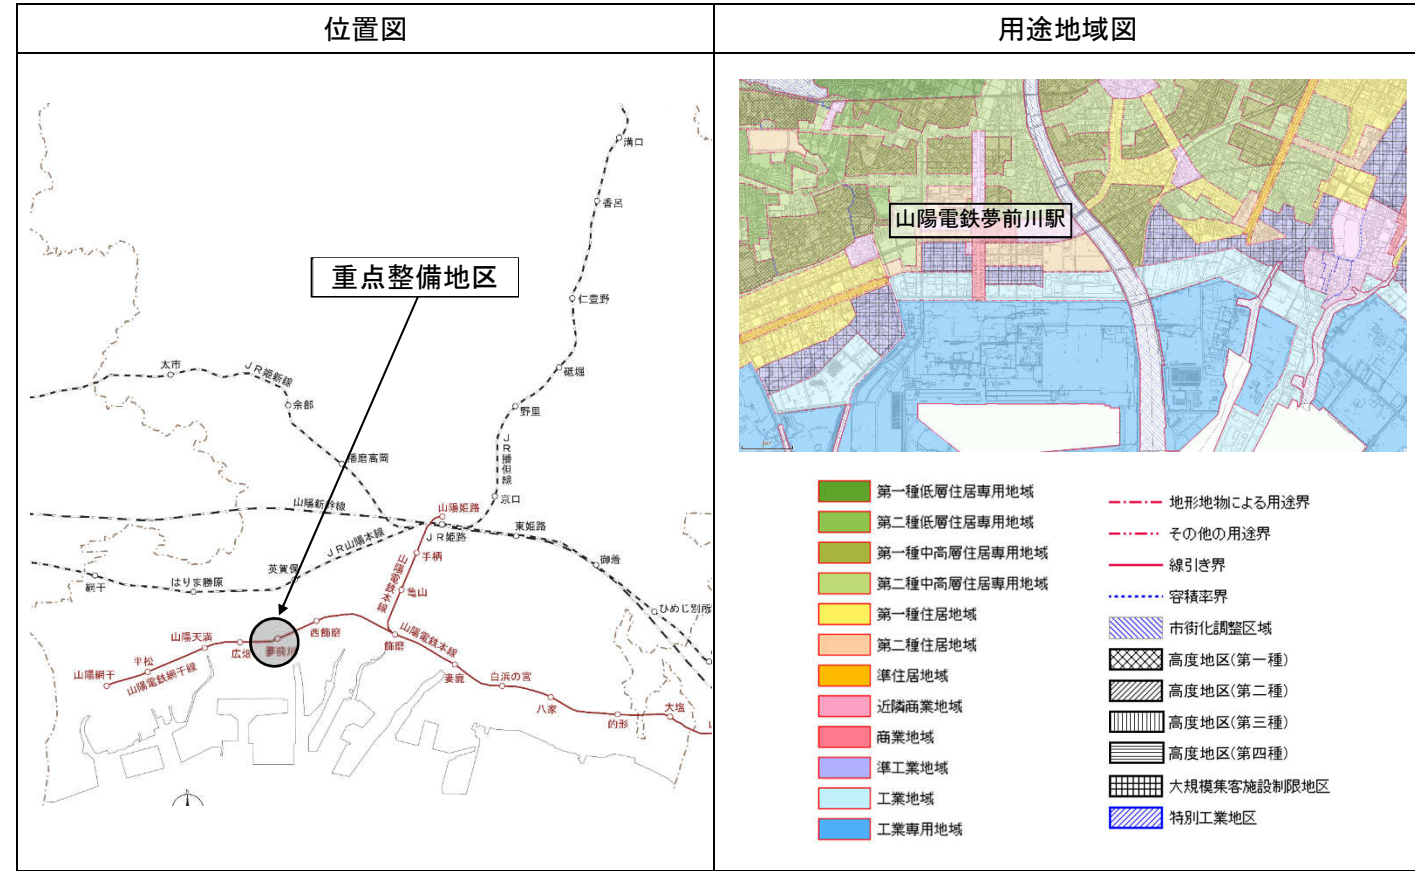 位置図
用途地域図
溝口
香呂
仁豊野
砥堀
野里
JR播但線
京口
重点整備地区
太市
JR姫新線
余部
播磨高岡
山陽新幹線
山陽姫路
JR姫路
東姫路
御着
ひめじ別所
JR山陽本線
英賀保
はりま勝原
網干
手柄
山陽電鉄本線
亀山
山陽電鉄本線
飾磨
西飾磨
夢前川
広畑
山陽天満
平松
山陽網干
山陽電鉄網干線
妻鹿
白浜の宮
八家
的形
大塩
山陽電鉄夢前川駅
第一種低層住居専用地域
第二種低層住居専用地域
第一種中高層住居専用地域
第二種中高層住居専用地域
第一種住居地域
第二種住居地域
準住居地域
近隣商業地域
商業地域
準工業地域
工業地域
工業専用地域
地形地物による用途界
その他の用途界
線引き界
容積率界
市街化調整区域
高度地区(第一種)
高度地区(第二種)
高度地区(第三種)
高度地区(第四種)
大規模集客施設制限地区
特別工業地区